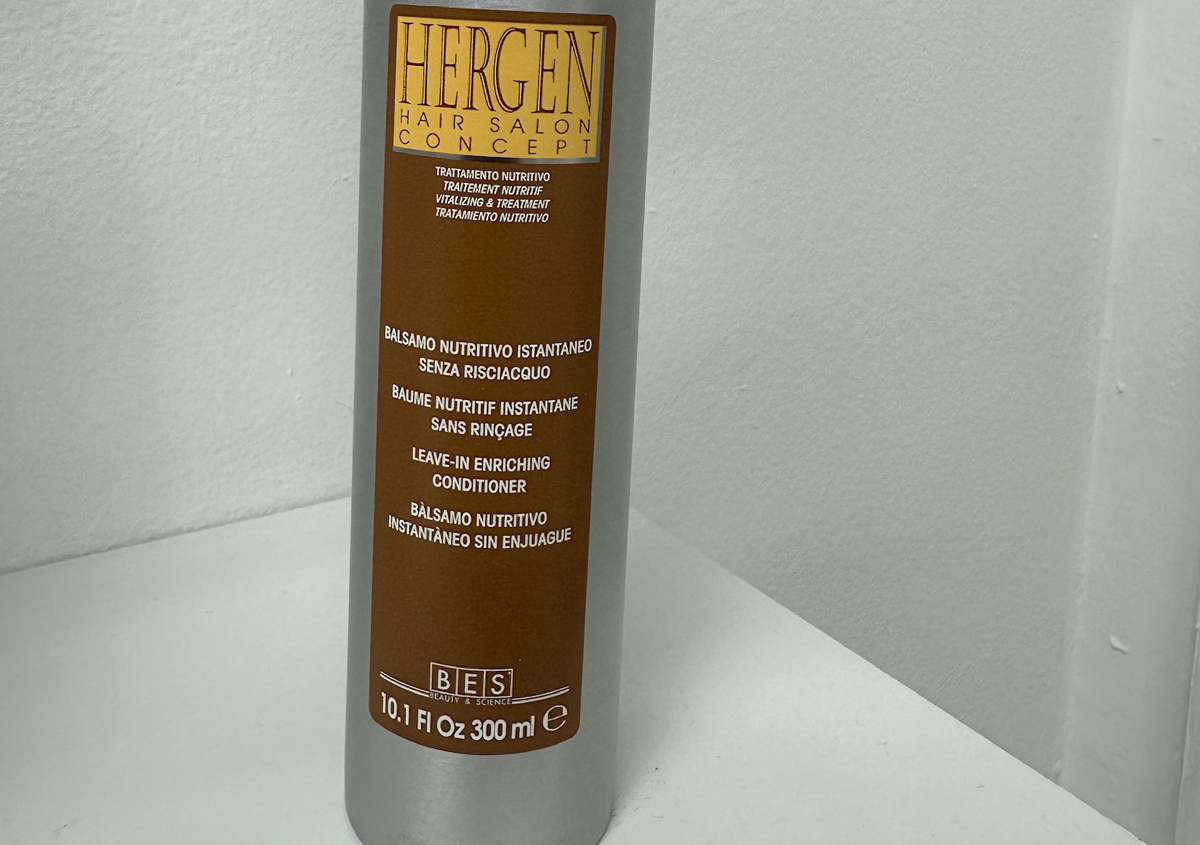 HERGEN
HAIR SALON
CONCEPT
TRATTAMENTO NUTRITIVO
TRAITEMENT NUTRITIF
VITALIZING & TREATMENT
TRATAMIENTO NUTRITIVO
BALSAMO NUTRITIVO ISTANTANEO
SENZA RISCIACQUO
BAUME NUTRITIF INSTANTANE
SANS RINÇAGE
LEAVE-IN ENRICHING
CONDITIONER
BÀLSAMO NUTRITIVO
INSTANTÀNEO SIN ENJUAGUE
BES
BEAUTY & SCIENCE
10.1 Fl Oz 300 ml ℮